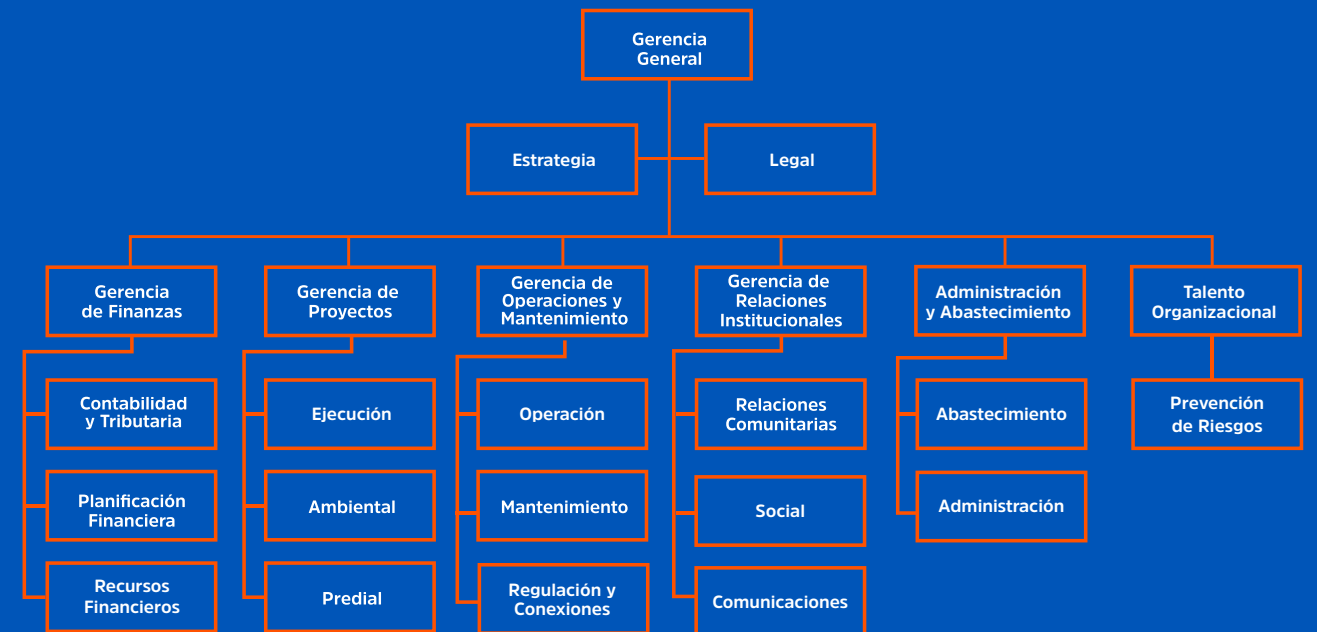 Gerencia
General
Estrategia
Legal
Gerencia
de Finanzas
Gerencia de
Proyectos
Gerencia de
Operaciones y
Mantenimiento
Gerencia de
Relaciones
Institucionales
Administración
y Abastecimiento
Talento
Organizacional
Contabilidad
y Tributaria
Ejecución
Operación
Relaciones
Comunitarias
Abastecimiento
Prevención
de Riesgos
Planificación
Financiera
Ambiental
Mantenimiento
Social
Administración
Recursos
Financieros
Predial
Regulación y
Conexiones
Comunicaciones